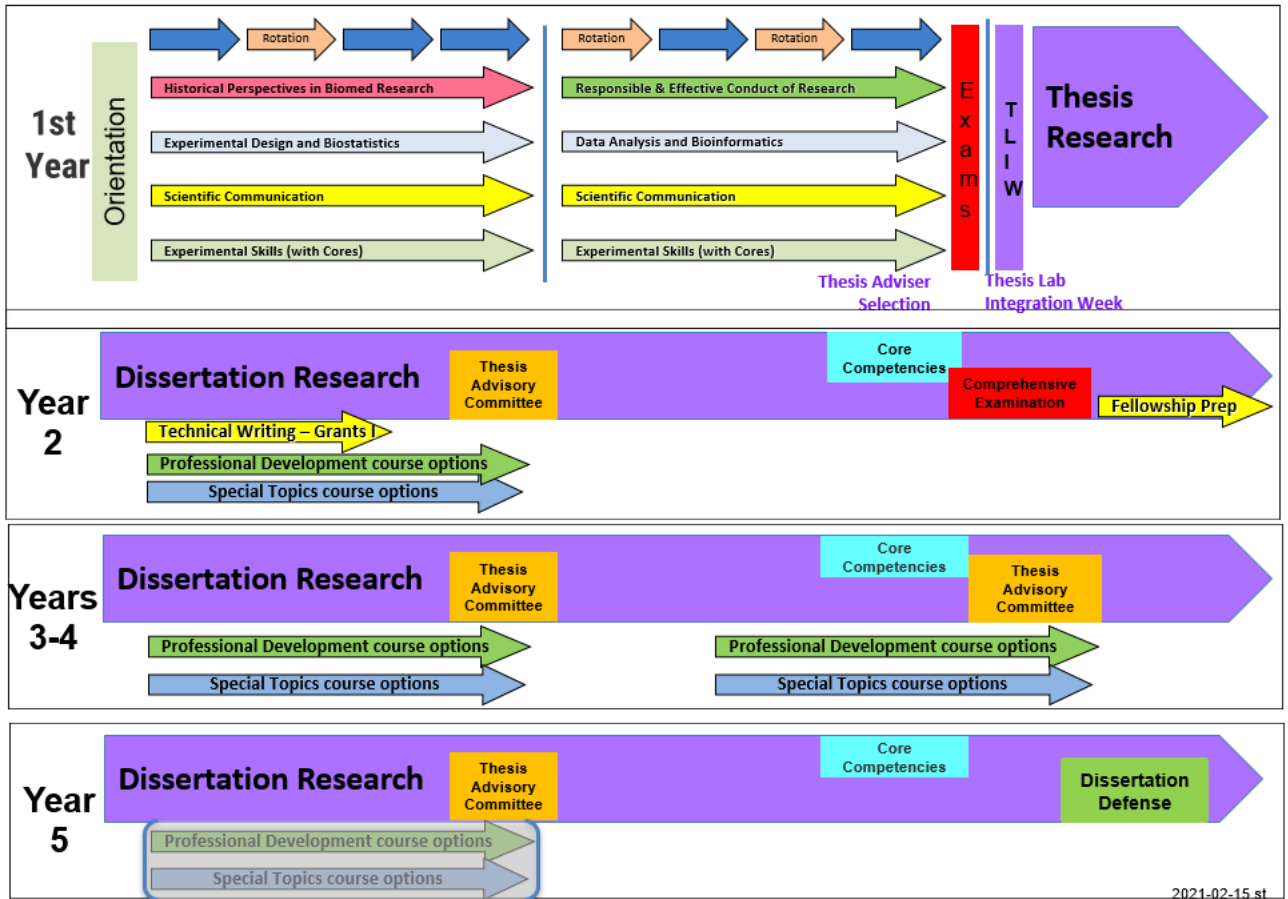 1st
Year
Orientation
Rotation
Rotation
Rotation
Historical Perspectives in Biomed Research
Responsible & Effective Conduct of Research
Experimental Design and Biostatistics
Data Analysis and Bioinformatics
Scientific Communication
Scientific Communication
Experimental Skills (with Cores)
Experimental Skills (with Cores)
Exams
TLIW
Thesis
Research
Thesis Adviser
Selection
Thesis Lab
Integration Week
Year
2
Dissertation Research
Thesis
Advisory
Committee
Core
Competencies
Comprehensive
Examination
Fellowship Prep
Technical Writing – Grants I
Professional Development course options
Special Topics course options
Years
3-4
Dissertation Research
Thesis
Advisory
Committee
Core
Competencies
Thesis
Advisory
Committee
Professional Development course options
Professional Development course options
Special Topics course options
Special Topics course options
Year
5
Dissertation Research
Thesis
Advisory
Committee
Core
Competencies
Dissertation
Defense
Professional Development course options
Special Topics course options
2021-02-15 st